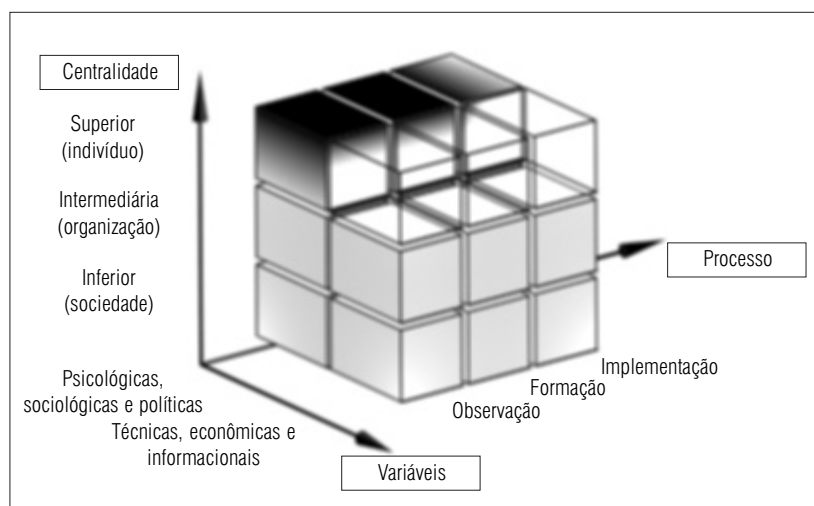 Centralidade
Superior
(indivíduo)
Intermediária
(organização)
Inferior
(sociedade)
Processo
Psicológicas,
sociológicas e políticas
Técnicas, econômicas e
informacionais
Variáveis
Observação
Formação
Implementação